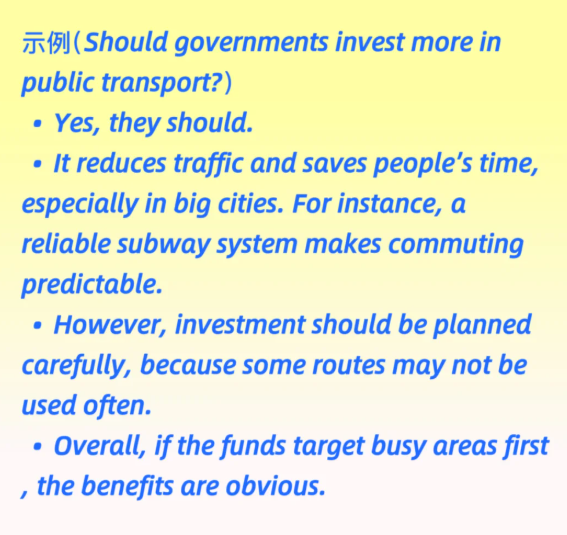 示例(Should governments invest more in
public transport?)
• Yes, they should.
• It reduces traffic and saves people's time,
especially in big cities. For instance, a
reliable subway system makes commuting
predictable.
• However, investment should be planned
carefully, because some routes may not be
used often.
• Overall, if the funds target busy areas first
, the benefits are obvious.